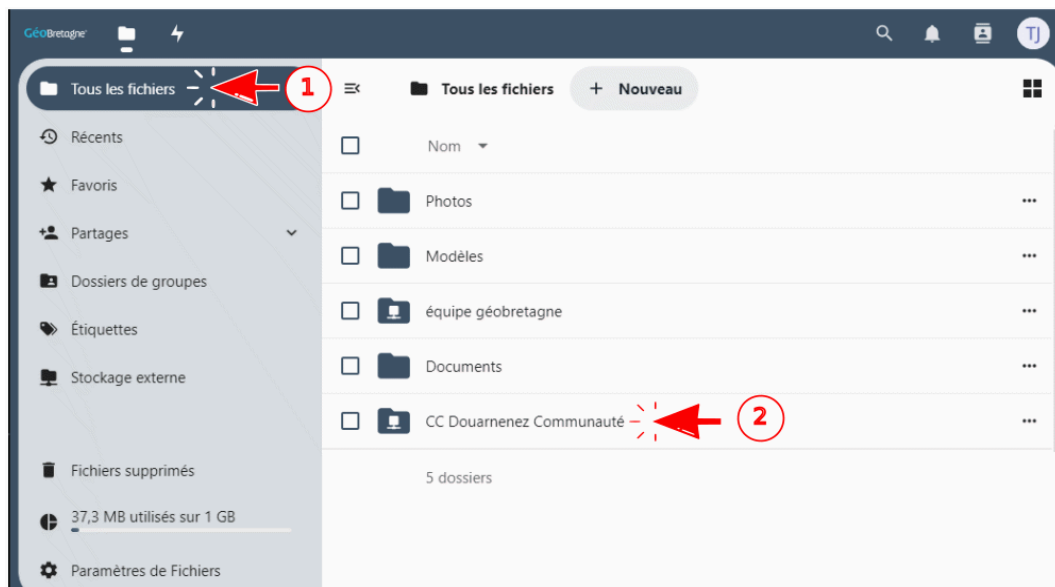 GéoBretagne
TJ
Tous les fichiers
1
Tous les fichiers
+ Nouveau
Récents
Nom
Favoris
Photos
Partages
Modèles
Dossiers de groupes
équipe géobretagne
Étiquettes
Documents
Stockage externe
CC Douarnenez Communauté
2
Fichiers supprimés
5 dossiers
37,3 MB utilisés sur 1 GB
Paramètres de Fichiers